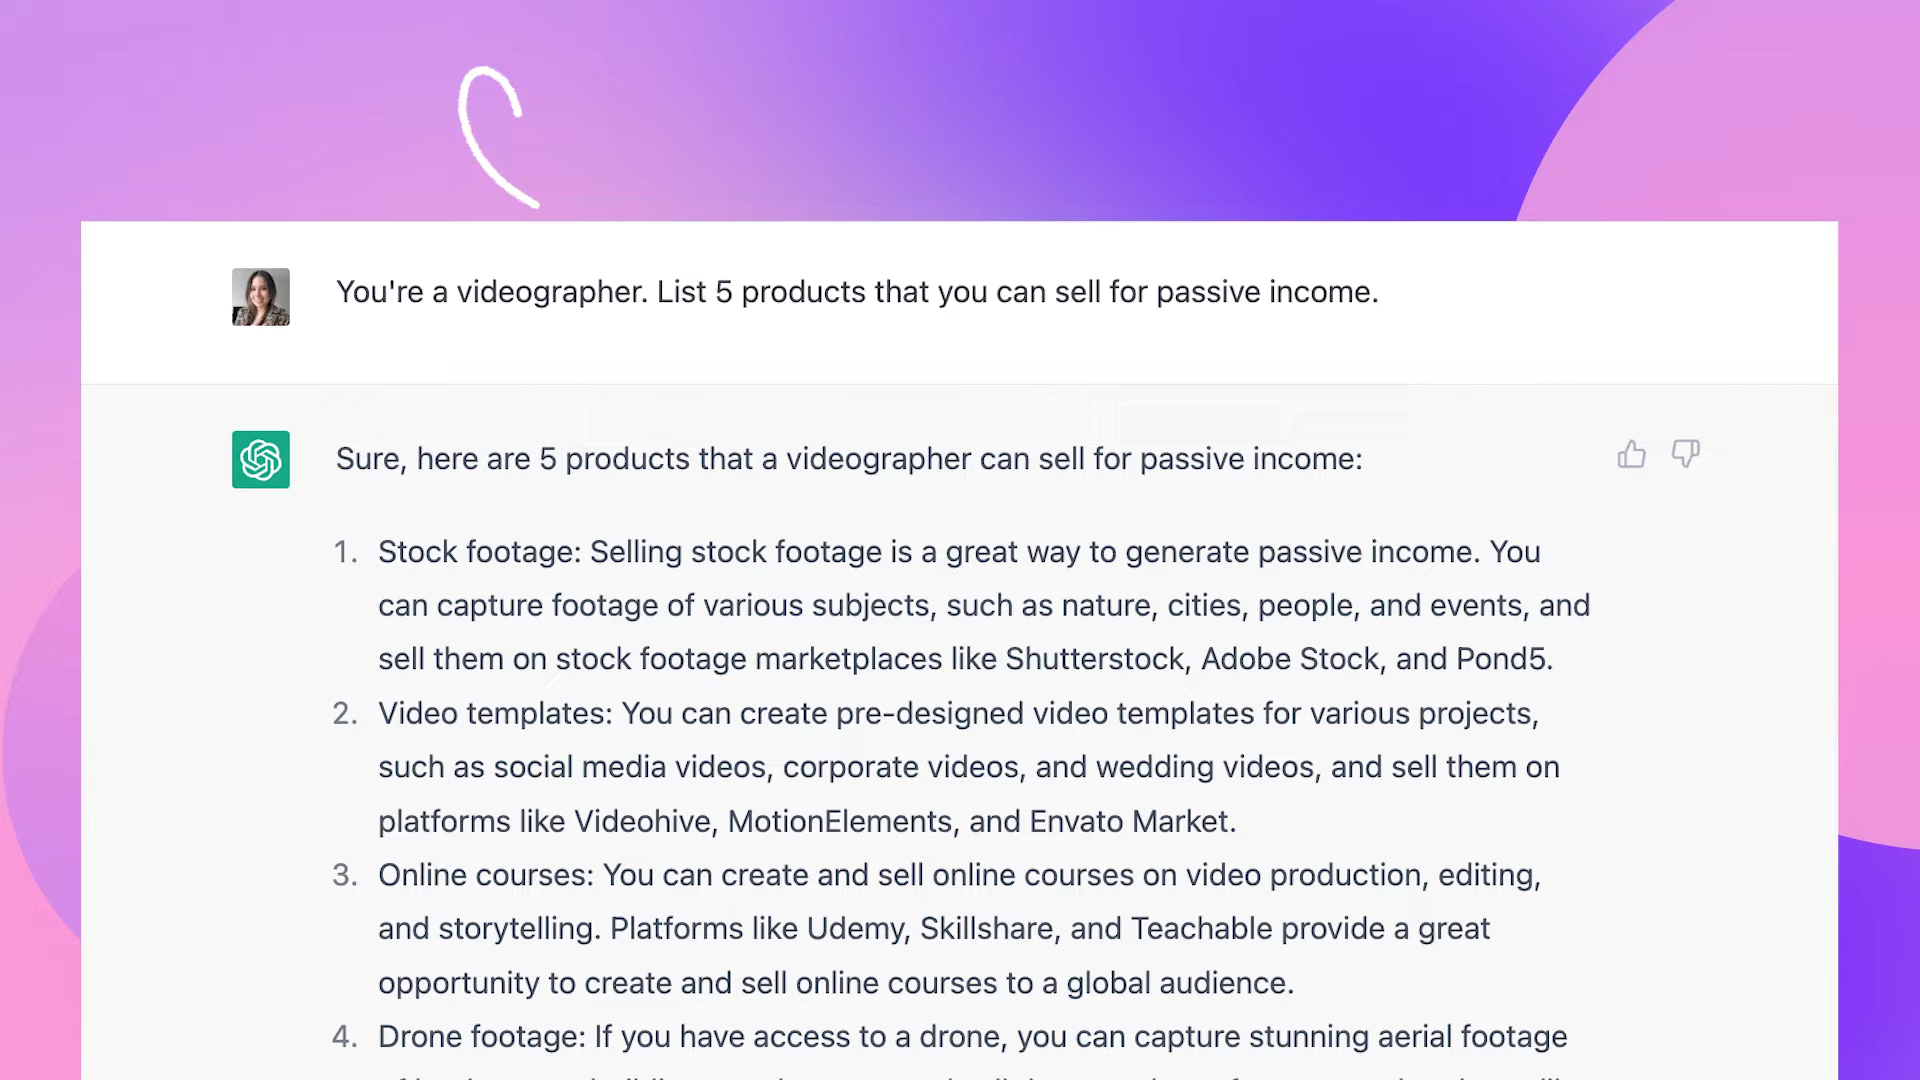 You're a videographer. List 5 products that you can sell for passive income.
Sure, here are 5 products that a videographer can sell for passive income:
1. Stock footage: Selling stock footage is a great way to generate passive income. You
can capture footage of various subjects, such as nature, cities, people, and events, and
sell them on stock footage marketplaces like Shutterstock, Adobe Stock, and Pond5.
2. Video templates: You can create pre-designed video templates for various projects,
such as social media videos, corporate videos, and wedding videos, and sell them on
platforms like Videohive, MotionElements, and Envato Market.
3. Online courses: You can create and sell online courses on video production, editing,
and storytelling. Platforms like Udemy, Skillshare, and Teachable provide a great
opportunity to create and sell online courses to a global audience.
4. Drone footage: If you have access to a drone, you can capture stunning aerial footage